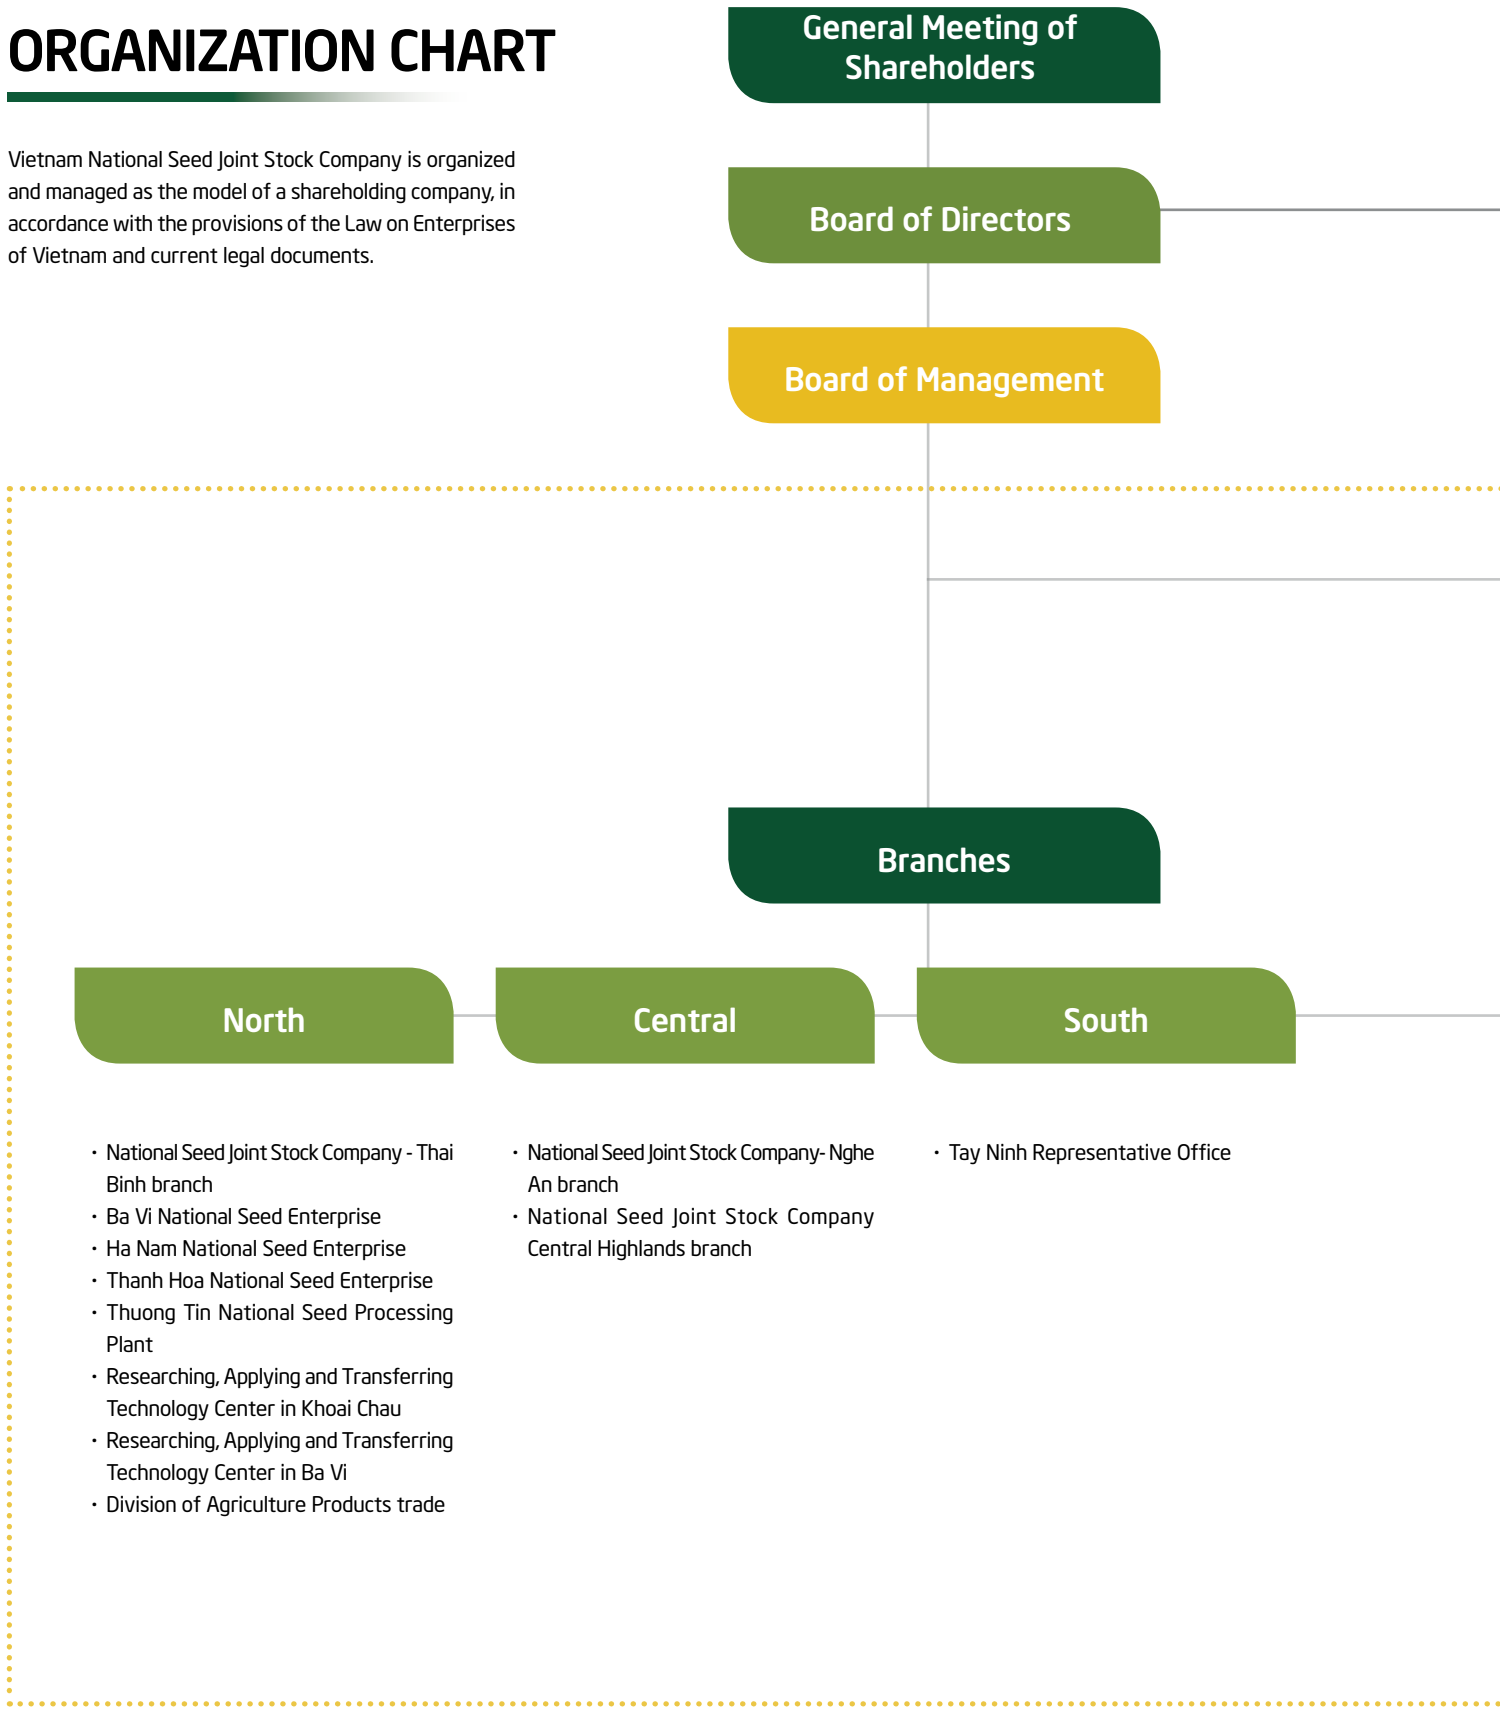 ORGANIZATION CHART
Vietnam National Seed Joint Stock Company is organized
and managed as the model of a shareholding company, in
accordance with the provisions of the Law on Enterprises
of Vietnam and current legal documents.
General Meeting of
Shareholders
Board of Directors
Board of Management
Branches
North
Central
South
• National Seed Joint Stock Company - Thai
Binh branch
• Ba Vi National Seed Enterprise
• Ha Nam National Seed Enterprise
• Thanh Hoa National Seed Enterprise
• Thuong Tin National Seed Processing
Plant
• Researching, Applying and Transferring
Technology Center in Khoai Chau
• Researching, Applying and Transferring
Technology Center in Ba Vi
• Division of Agriculture Products trade
• National Seed Joint Stock Company- Nghe
An branch
• National Seed Joint Stock Company
Central Highlands branch
• Tay Ninh Representative Office